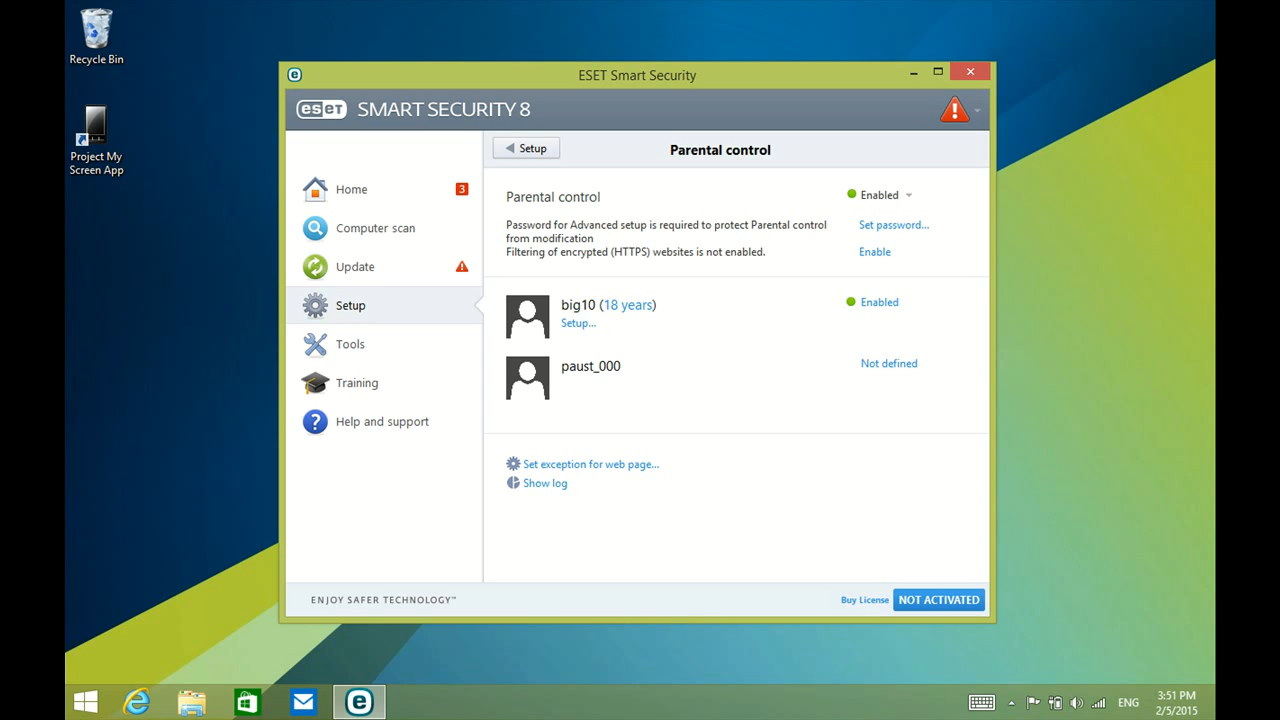 Recycle Bin
Project My
Screen App
ESET Smart Security
eseT SMART SECURITY 8
Setup
Parental control
Home
3
Computer scan
Update
Setup
Tools
Training
Help and support
Parental control
Enabled
Password for Advanced setup is required to protect Parental control
from modification
Set password...
Filtering of encrypted (HTTPS) websites is not enabled.
Enable
big10 (18 years)
Enabled
Setup...
paust_000
Not defined
Set exception for web page...
Show log
ENJOY SAFER TECHNOLOGY™
Buy License
NOT ACTIVATED
ENG
3:51 PM
2/5/2015